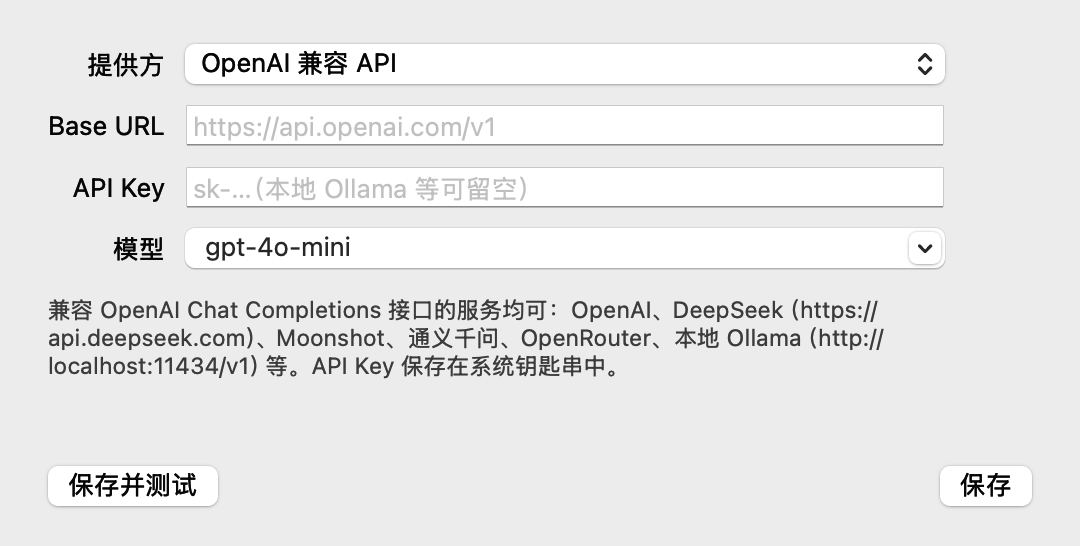 提供方 OpenAI 兼容 API
Base URL https://api.openai.com/v1
API Key sk-...(本地 Ollama 等可留空)
模型 gpt-4o-mini
兼容 OpenAI Chat Completions 接口的服务均可：OpenAI、DeepSeek (https://
api.deepseek.com)、Moonshot、通义千问、OpenRouter、本地 Ollama (http://
localhost:11434/v1) 等。API Key 保存在系统钥匙串中。
保存并测试 保存